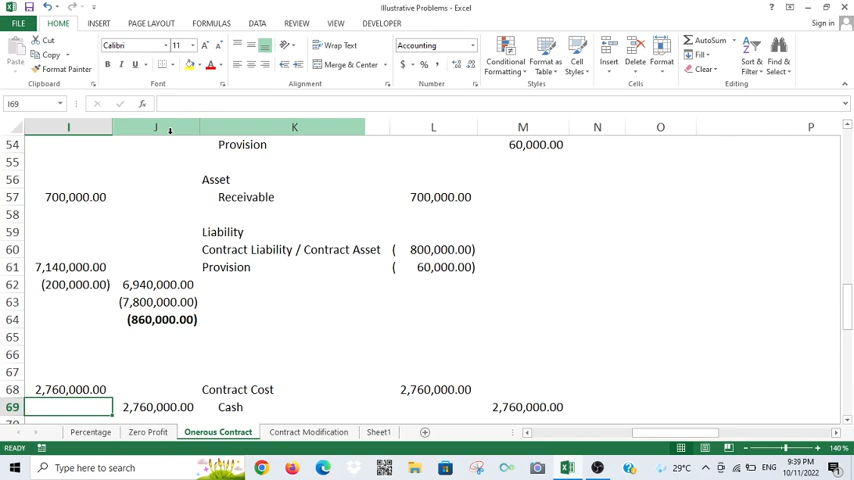 Illustrative Problems - Excel
FILE HOME INSERT PAGE LAYOUT FORMULAS DATA REVIEW VIEW DEVELOPER Sign in
Cut Calibri 11 Wrap Text Accounting AutoSum
Copy Fill
Paste Format Painter B I U Merge & Center $ % Conditional Formatting Format as Table Cell Styles Insert Delete Format Clear Sort & Filter Find & Select
Clipboard Font Alignment Number Styles Cells Editing
I69 fx
I J K L M N O P
54 Provision 60,000.00
55
56 Asset
57 700,000.00 Receivable 700,000.00
58
59 Liability
60 Contract Liability / Contract Asset ( 800,000.00)
61 7,140,000.00 Provision ( 60,000.00)
62 (200,000.00) 6,940,000.00
63 (7,800,000.00)
64 (860,000.00)
65
66
67
68 2,760,000.00 Contract Cost 2,760,000.00
69 2,760,000.00 Cash 2,760,000.00
Percentage Zero Profit Onerous Contract Contract Modification Sheet1
READY 140 %
Type here to search 29°C ENG 9:39 PM
10/11/2022